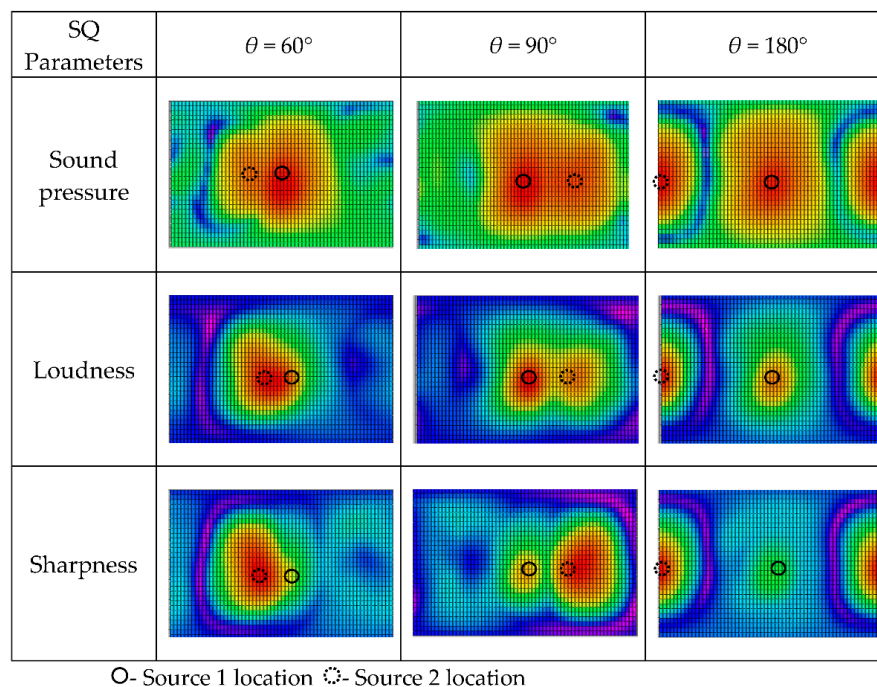 SQ
Parameters
θ = 60°
θ = 90°
θ = 180°
Sound
pressure
Loudness
Sharpness
- Source 1 location
- Source 2 location